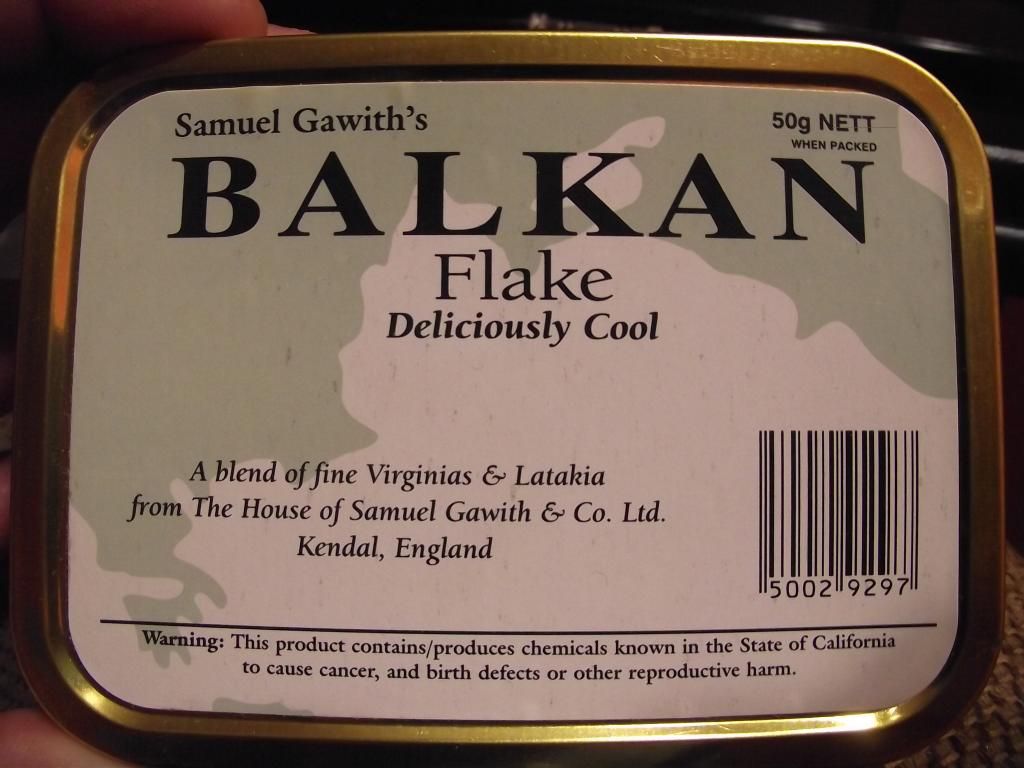 Samuel Gawith's
50g NETT
WHEN PACKED
BALKAN
Flake
Deliciously Cool
A blend of fine Virginias & Latakia
from The House of Samuel Gawith & Co. Ltd.
Kendal, England
5002 9297
Warning: This product contains/produces chemicals known in the State of California
to cause cancer, and birth defects or other reproductive harm.